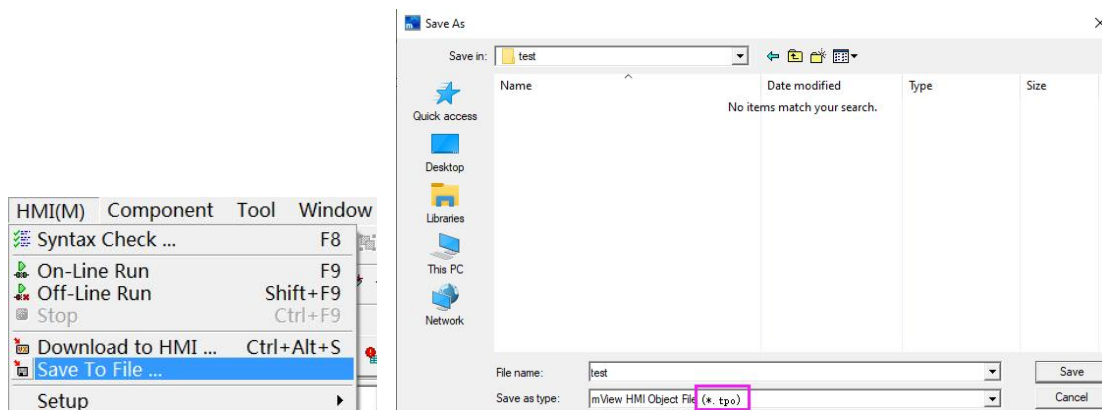 HMI(M) Component Tool Window
Syntax Check ... F8
On-Line Run F9
Off-Line Run Shift+F9
Stop Ctrl+F9
Download to HMI ... Ctrl+Alt+S
Save To File ...
Setup
Save As
Save in: test
Name Date modified Type Size
No items match your search.
Quick access
Desktop
Libraries
This PC
Network
File name: test Save
Save as type: mView HMI Object File (*.tpo) Cancel